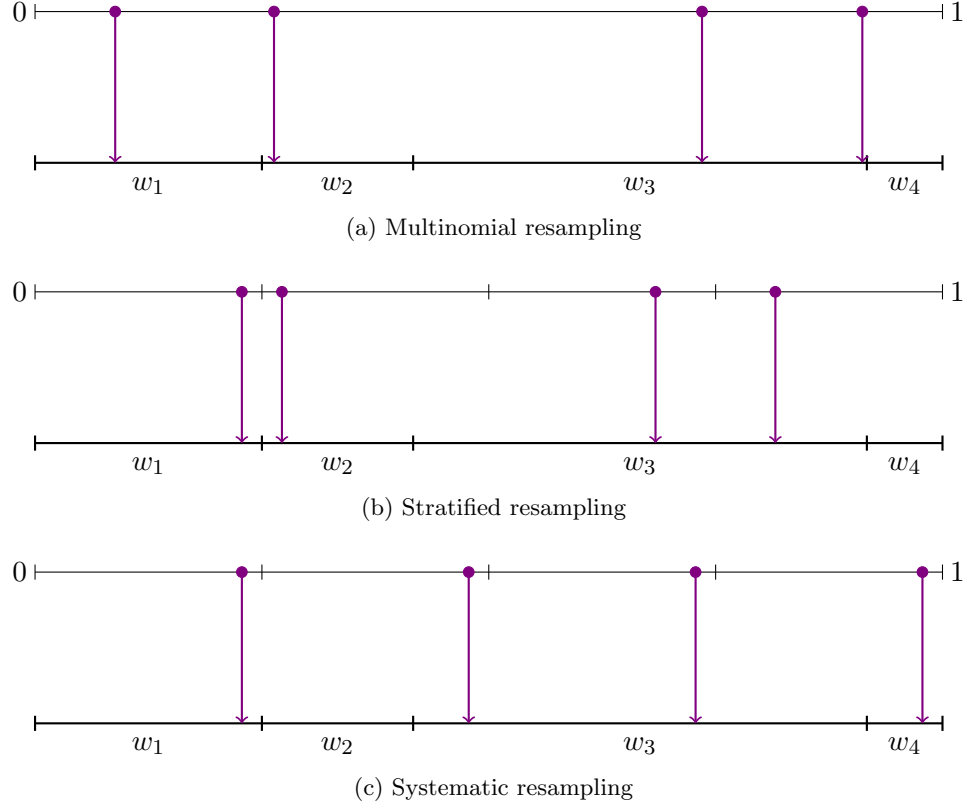 0 1
w1 w2 w3 w4
(a) Multinomial resampling
0 1
w1 w2 w3 w4
(b) Stratified resampling
0 1
w1 w2 w3 w4
(c) Systematic resampling